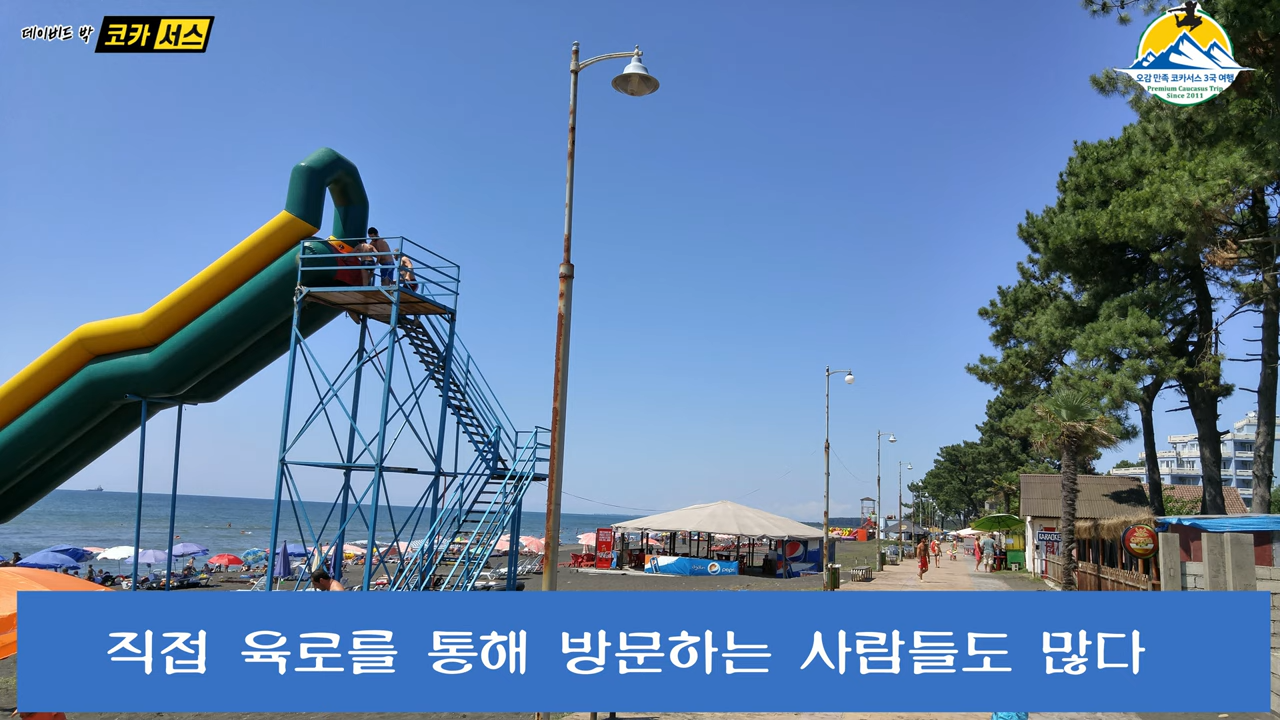 데이비드 박 코카서스
오감 만족 코카서스 3국 여행
Premium Caucasus Trip
Since 2011
pepsi
KARAOKE
직접 육로를 통해 방문하는 사람들도 많다